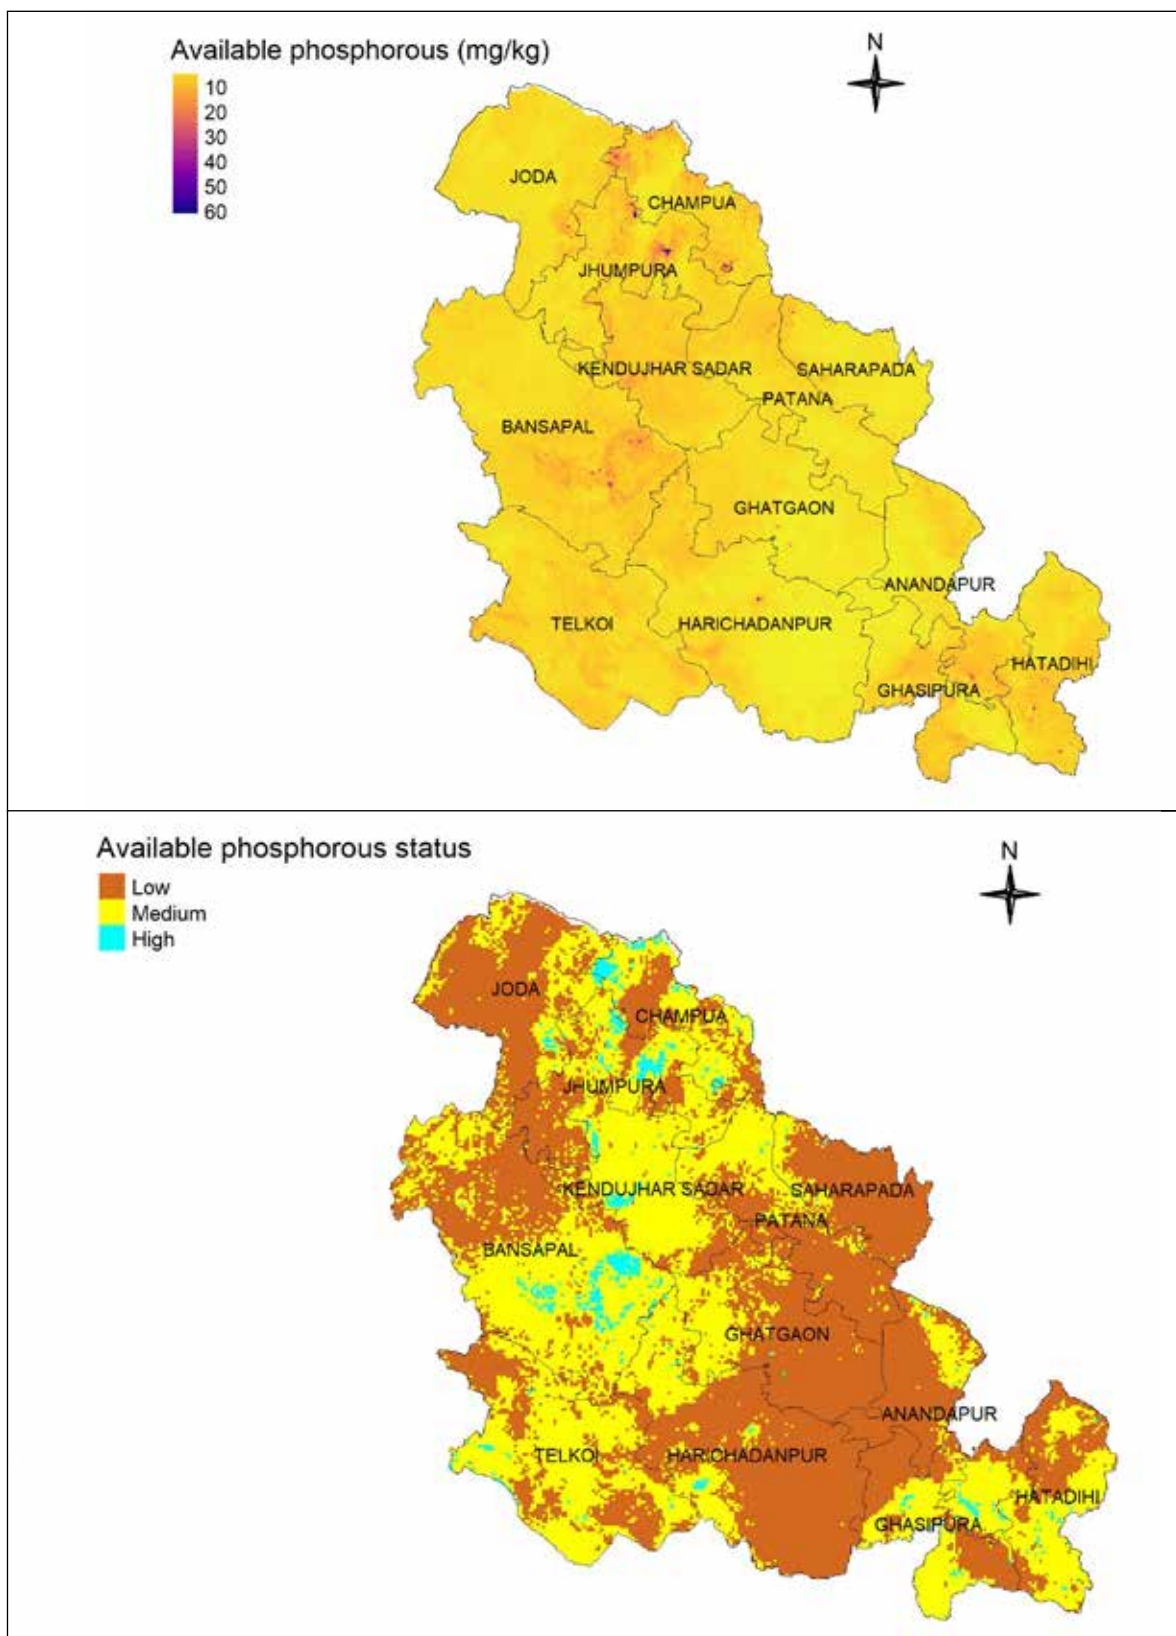 Available phosphorous (mg/kg)
N
10
20
30
40
50
60
JODA
CHAMPUA
JHUMPURA
KENDUJHAR SADAR
SAHARAPADA
PATANA
BANSAPAL
GHATGAON
ANANDAPUR
TELKOI
HARICHADANPUR
HATADIHI
GHASIPURA
Available phosphorous status
N
Low
Medium
High
JODA
CHAMPUA
JHUMPURA
KENDUJHAR SADAR
SAHARAPADA
PATANA
BANSAPAL
GHATGAON
ANANDAPUR
TELKOI
HARICHADANPUR
HATADIHI
GHASIPURA